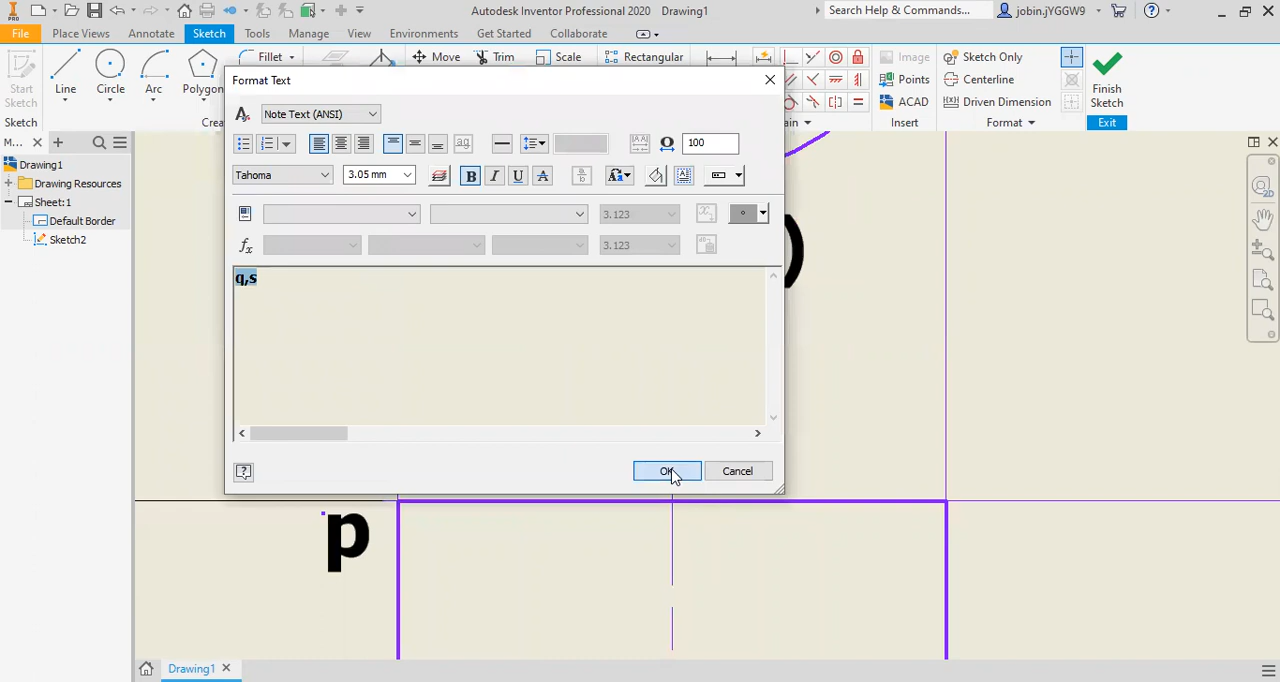 Autodesk Inventor Professional 2020 Drawing1
Search Help & Commands...
jobin.jYGGW9
PRO
File
Place Views
Annotate
Sketch
Tools
Manage
View
Environments
Get Started
Collaborate
Start
Sketch
Line
Circle
Arc
Polygon
Fillet
Move
Trim
Scale
Rectangular
Image
Points
ACAD
Sketch Only
Centerline
Driven Dimension
Finish
Sketch
Sketch
Crea
ain
Insert
Format
Exit
M...
Drawing1
Drawing Resources
Sheet:1
Default Border
Sketch2
Format Text
Note Text (ANSI)
100
Tahoma
3.05 mm
B I U A
3.123
3.123
q,s
OK
Cancel
p
Drawing1